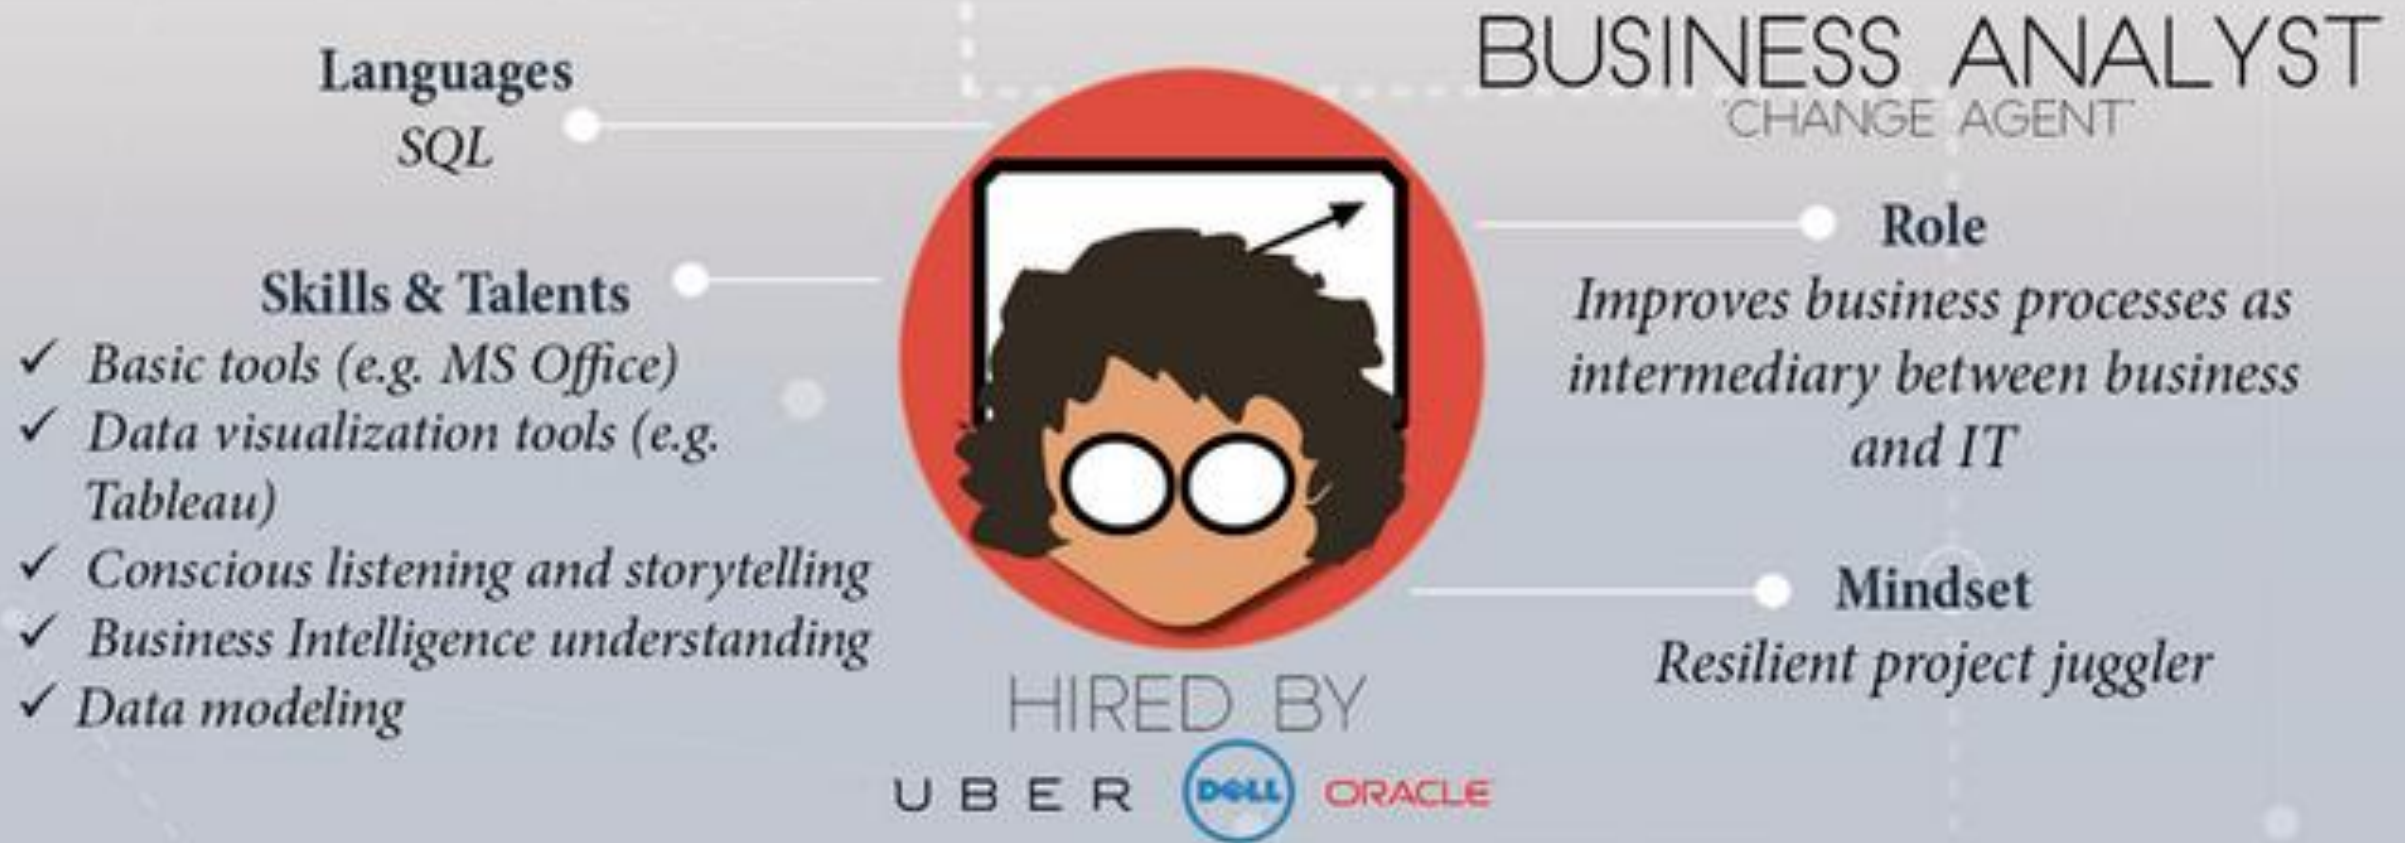 BUSINESS ANALYST
'CHANGE AGENT'
Languages
SQL
Skills & Talents
✓ Basic tools (e.g. MS Office)
✓ Data visualization tools (e.g.
Tableau)
✓ Conscious listening and storytelling
✓ Business Intelligence understanding
✓ Data modeling
Role
Improves business processes as
intermediary between business
and IT
Mindset
Resilient project juggler
HIRED BY
UBER DELL ORACLE